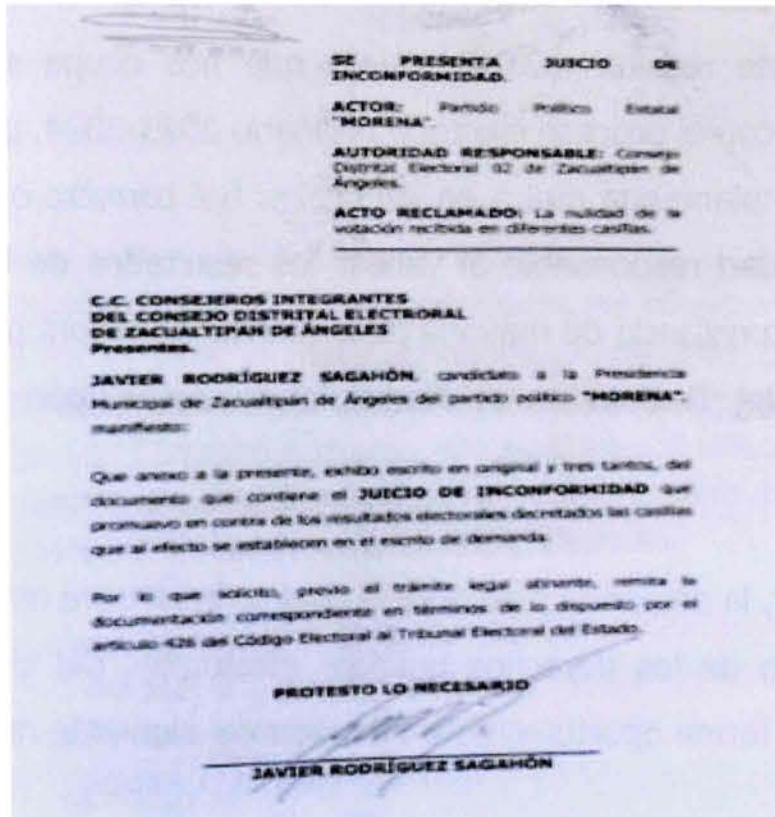 SE PRESENTA JUICIO DE
INCONFORMIDAD.
ACTOR: Partido Político Estatal
"MORENA".
AUTORIDAD RESPONSABLE: Consejo
Distrital Electoral 02 de Zacualtipán de
Ángeles.
ACTO RECLAMADO: La nulidad de la
votación recibida en diferentes casillas.
C.C. CONSEJEROS INTEGRANTES
DEL CONSEJO DISTRITAL ELECTRORAL
DE ZACUALTIPAN DE ÁNGELES
Presentes.
JAVIER RODRÍGUEZ SAGAHÓN, candidato a la Presidencia
Municipal de Zacualtipán de Ángeles del partido político "MORENA",
manifiesto:
Que anexo a la presente, exhibo escrito en original y tres tantos, del
documento que contiene el JUICIO DE INCONFORMIDAD que
promuevo en contra de los resultados electorales decretados las casillas
que al efecto se establecen en el escrito de demanda.
Por lo que solicito, previo el trámite legal atinente, remita la
documentación correspondiente en términos de lo dispuesto por el
artículo 426 del Código Electoral al Tribunal Electoral del Estado.
PROTESTO LO NECESARIO
JAVIER RODRÍGUEZ SAGAHÓN